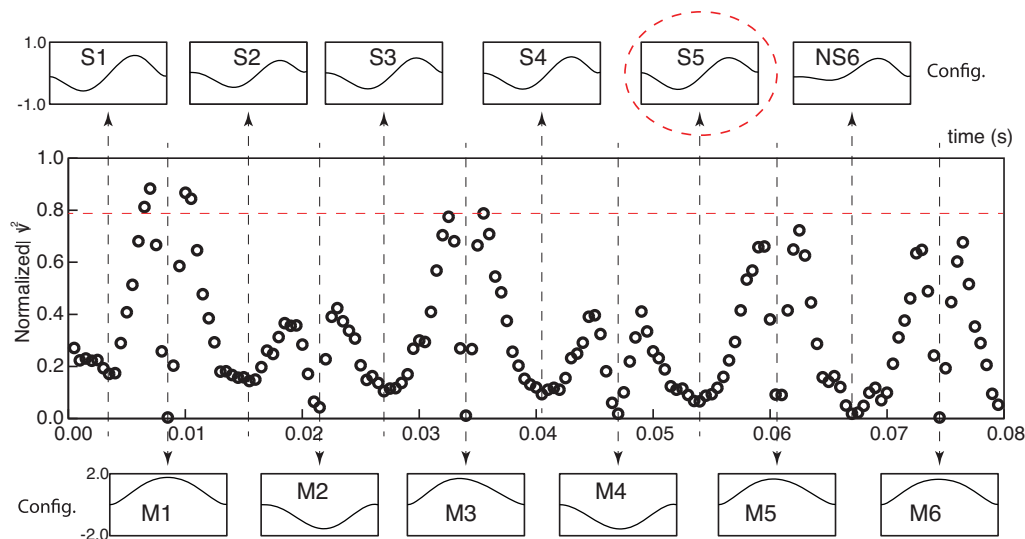 1.0 S1 S2 S3 S4 S5 NS6 Config.
-1.0
time (s)
1.0
0.8
0.6
0.4
0.2
0.0
Normalized| v̇²
0.00 0.01 0.02 0.03 0.04 0.05 0.06 0.07 0.08
Config.
2.0
-2.0
M1 M2 M3 M4 M5 M6